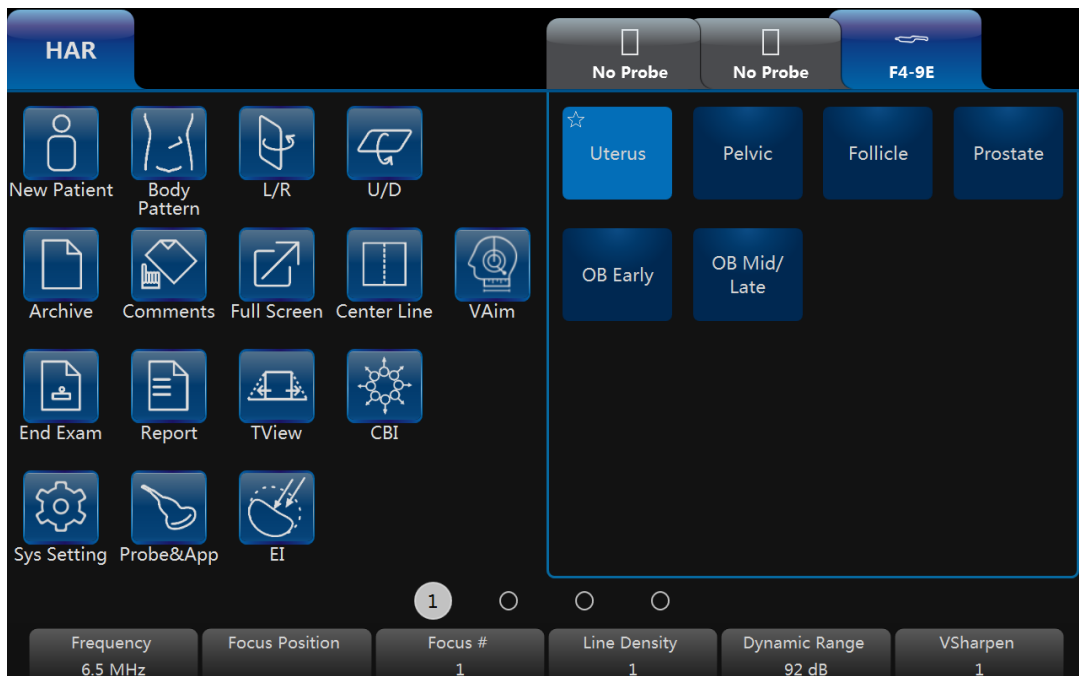 HAR
No Probe
No Probe
F4-9E
New Patient
Body
Pattern
L/R
U/D
Archive
Comments
Full Screen
Center Line
VAim
End Exam
Report
TView
CBI
Sys Setting
Probe&App
EI
Uterus
Pelvic
Follicle
Prostate
OB Early
OB Mid/
Late
1
Frequency
6.5 MHz
Focus Position
Focus #
1
Line Density
1
Dynamic Range
92 dB
VSharpen
1